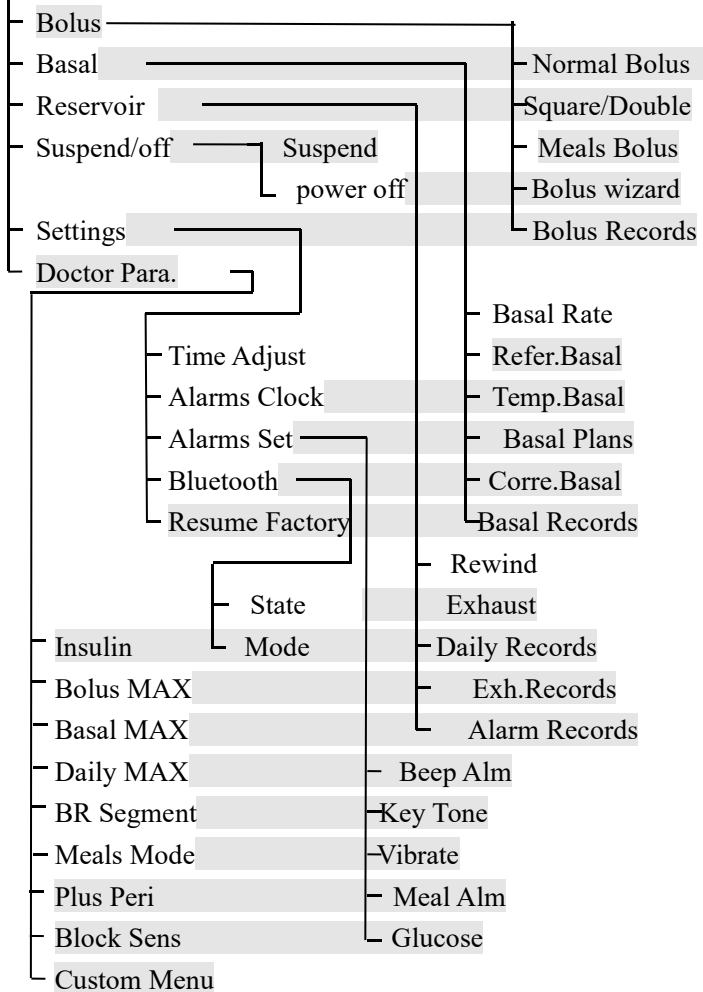 Bolus
Basal Normal Bolus
Reservoir Square/Double
Suspend/off Suspend Meals Bolus
power off Bolus wizard
Settings Bolus Records
Doctor Para.
Basal Rate
Time Adjust Refer.Basal
Alarms Clock Temp.Basal
Alarms Set Basal Plans
Bluetooth Corre.Basal
Resume Factory Basal Records
Rewind
State Exhaust
Insulin Mode Daily Records
Bolus MAX Exh.Records
Basal MAX Alarm Records
Daily MAX Beep Alm
BR Segment Key Tone
Meals Mode Vibrate
Plus Peri Meal Alm
Block Sens Glucose
Custom Menu